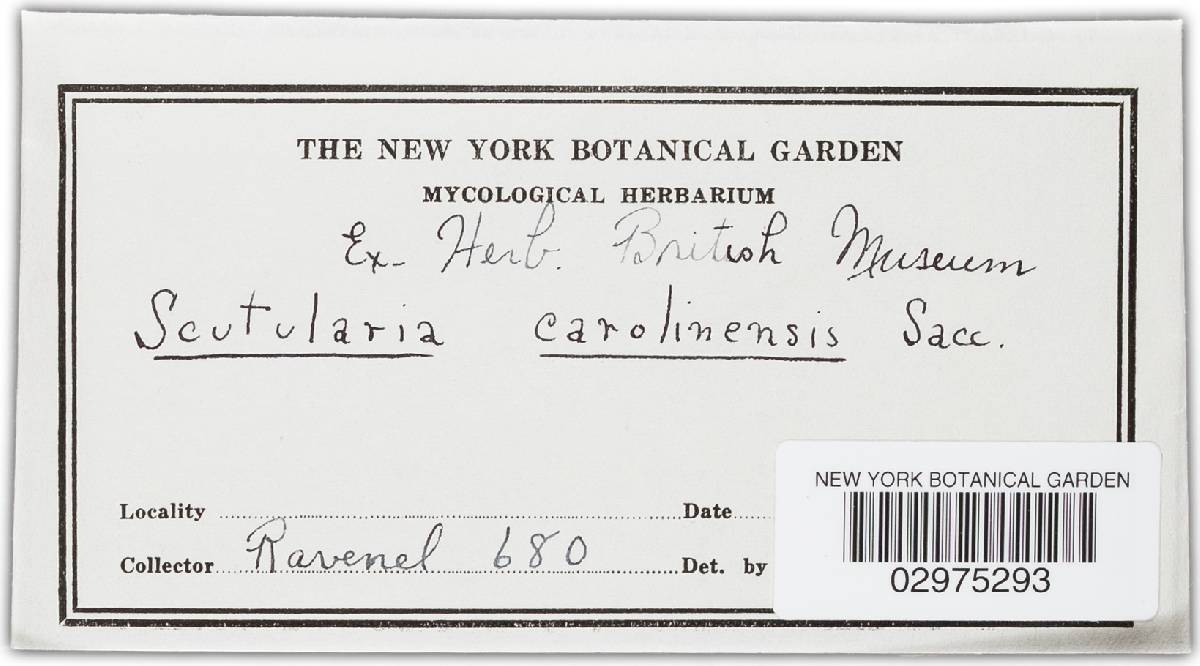 THE NEW YORK BOTANICAL GARDEN
MYCOLOGICAL HERBARIUM
Ex- Herb. British Museum
Scutularia carolinensis Sacc.
Locality Date
Collector Ravenel 680 Det. by
NEW YORK BOTANICAL GARDEN
02975293